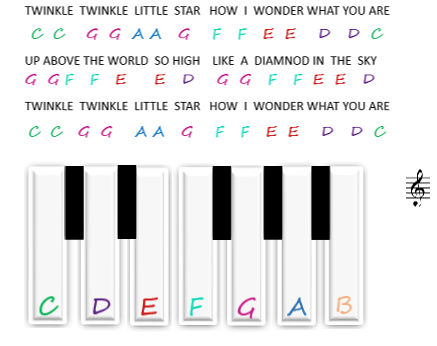 TWINKLE TWINKLE LITTLE STAR HOW I WONDER WHAT YOU ARE
C C G G A A G F F E E D D C
UP ABOVE THE WORLD SO HIGH LIKE A DIAMNOD IN THE SKY
G G F F E E D G G F F E E D
TWINKLE TWINKLE LITTLE STAR HOW I WONDER WHAT YOU ARE
C C G G A A G F F E E D D C
C D E F G A B